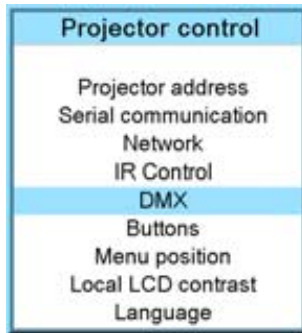 Projector control
Projector address
Serial communication
Network
IR Control
DMX
Buttons
Menu position
Local LCD contrast
Language